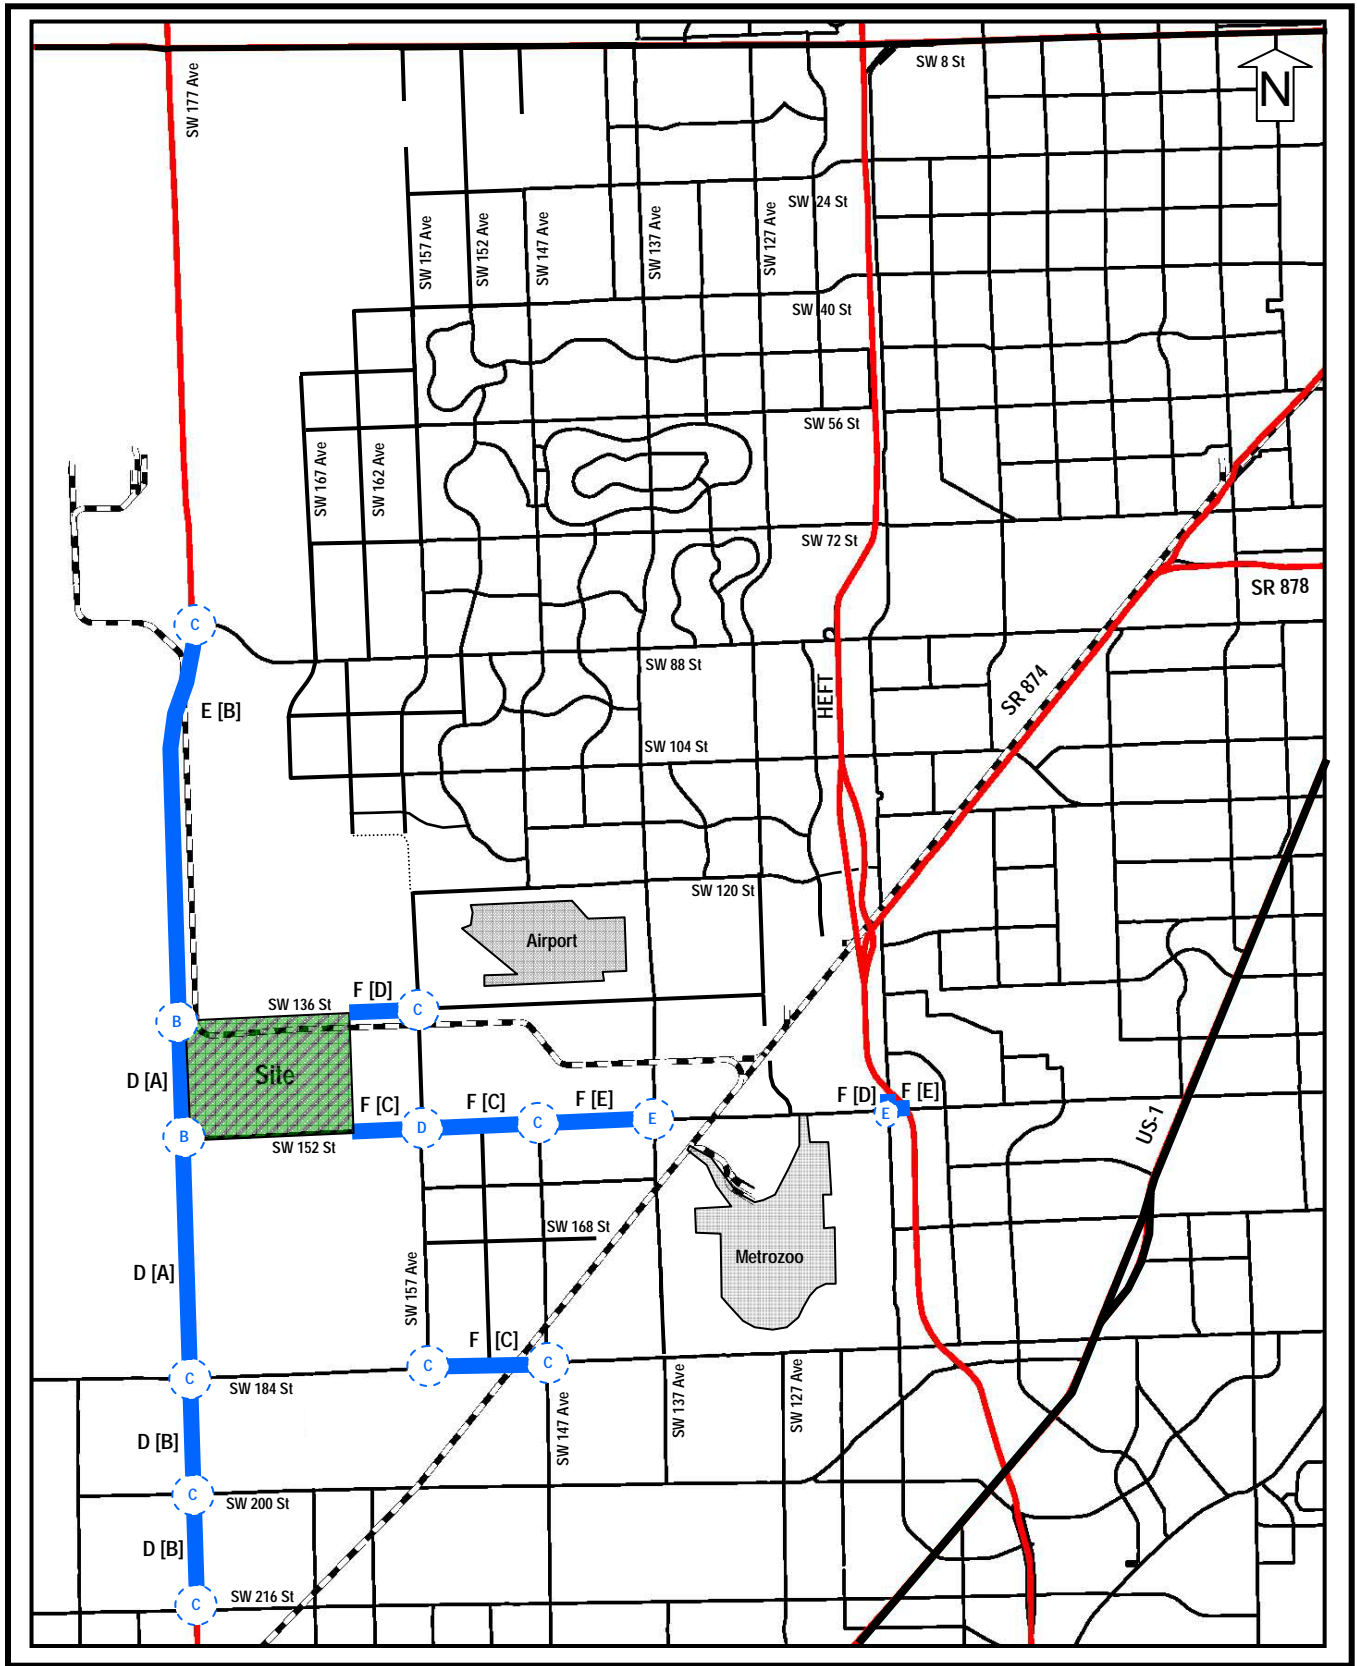 SW 8 St
N
SW 177 Ave
SW 24 St
SW 157 Ave
SW 152 Ave
SW 147 Ave
SW 137 Ave
SW 127 Ave
SW 40 St
SW 56 St
SW 167 Ave
SW 162 Ave
SW 72 St
SR 878
C
SW 88 St
HEFT
SR 874
E [B]
SW 104 St
SW 120 St
Airport
F [D]
SW 136 St
C
B
Site
D [A]
F [C]
F [C]
F [E]
F [D]
F [E]
E
B
D
C
E
SW 152 St
US-1
SW 168 St
Metrozoo
D [A]
SW 157 Ave
F [C]
C
C
C
SW 184 St
SW 147 Ave
SW 137 Ave
SW 127 Ave
D [B]
C
SW 200 St
D [B]
C
SW 216 St